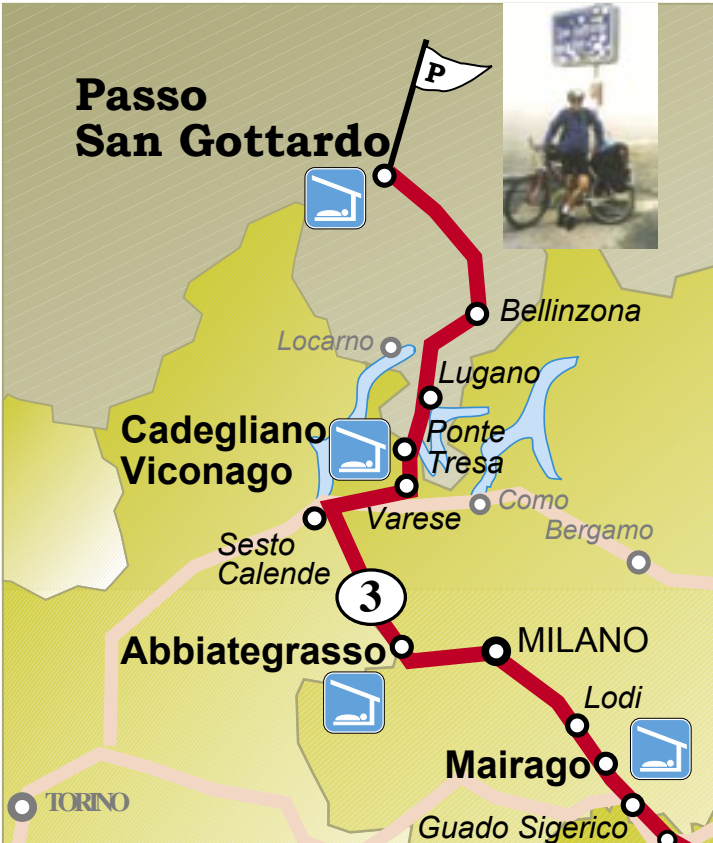 P
Passo
San Gottardo
Bellinzona
Locarno
Lugano
Cadegliano
Viconago
Ponte
Tresa
Como
Varese
Bergamo
Sesto
Calende
3
Abbiategrasso
MILANO
Lodi
Mairago
TORINO
Guado Sigerico